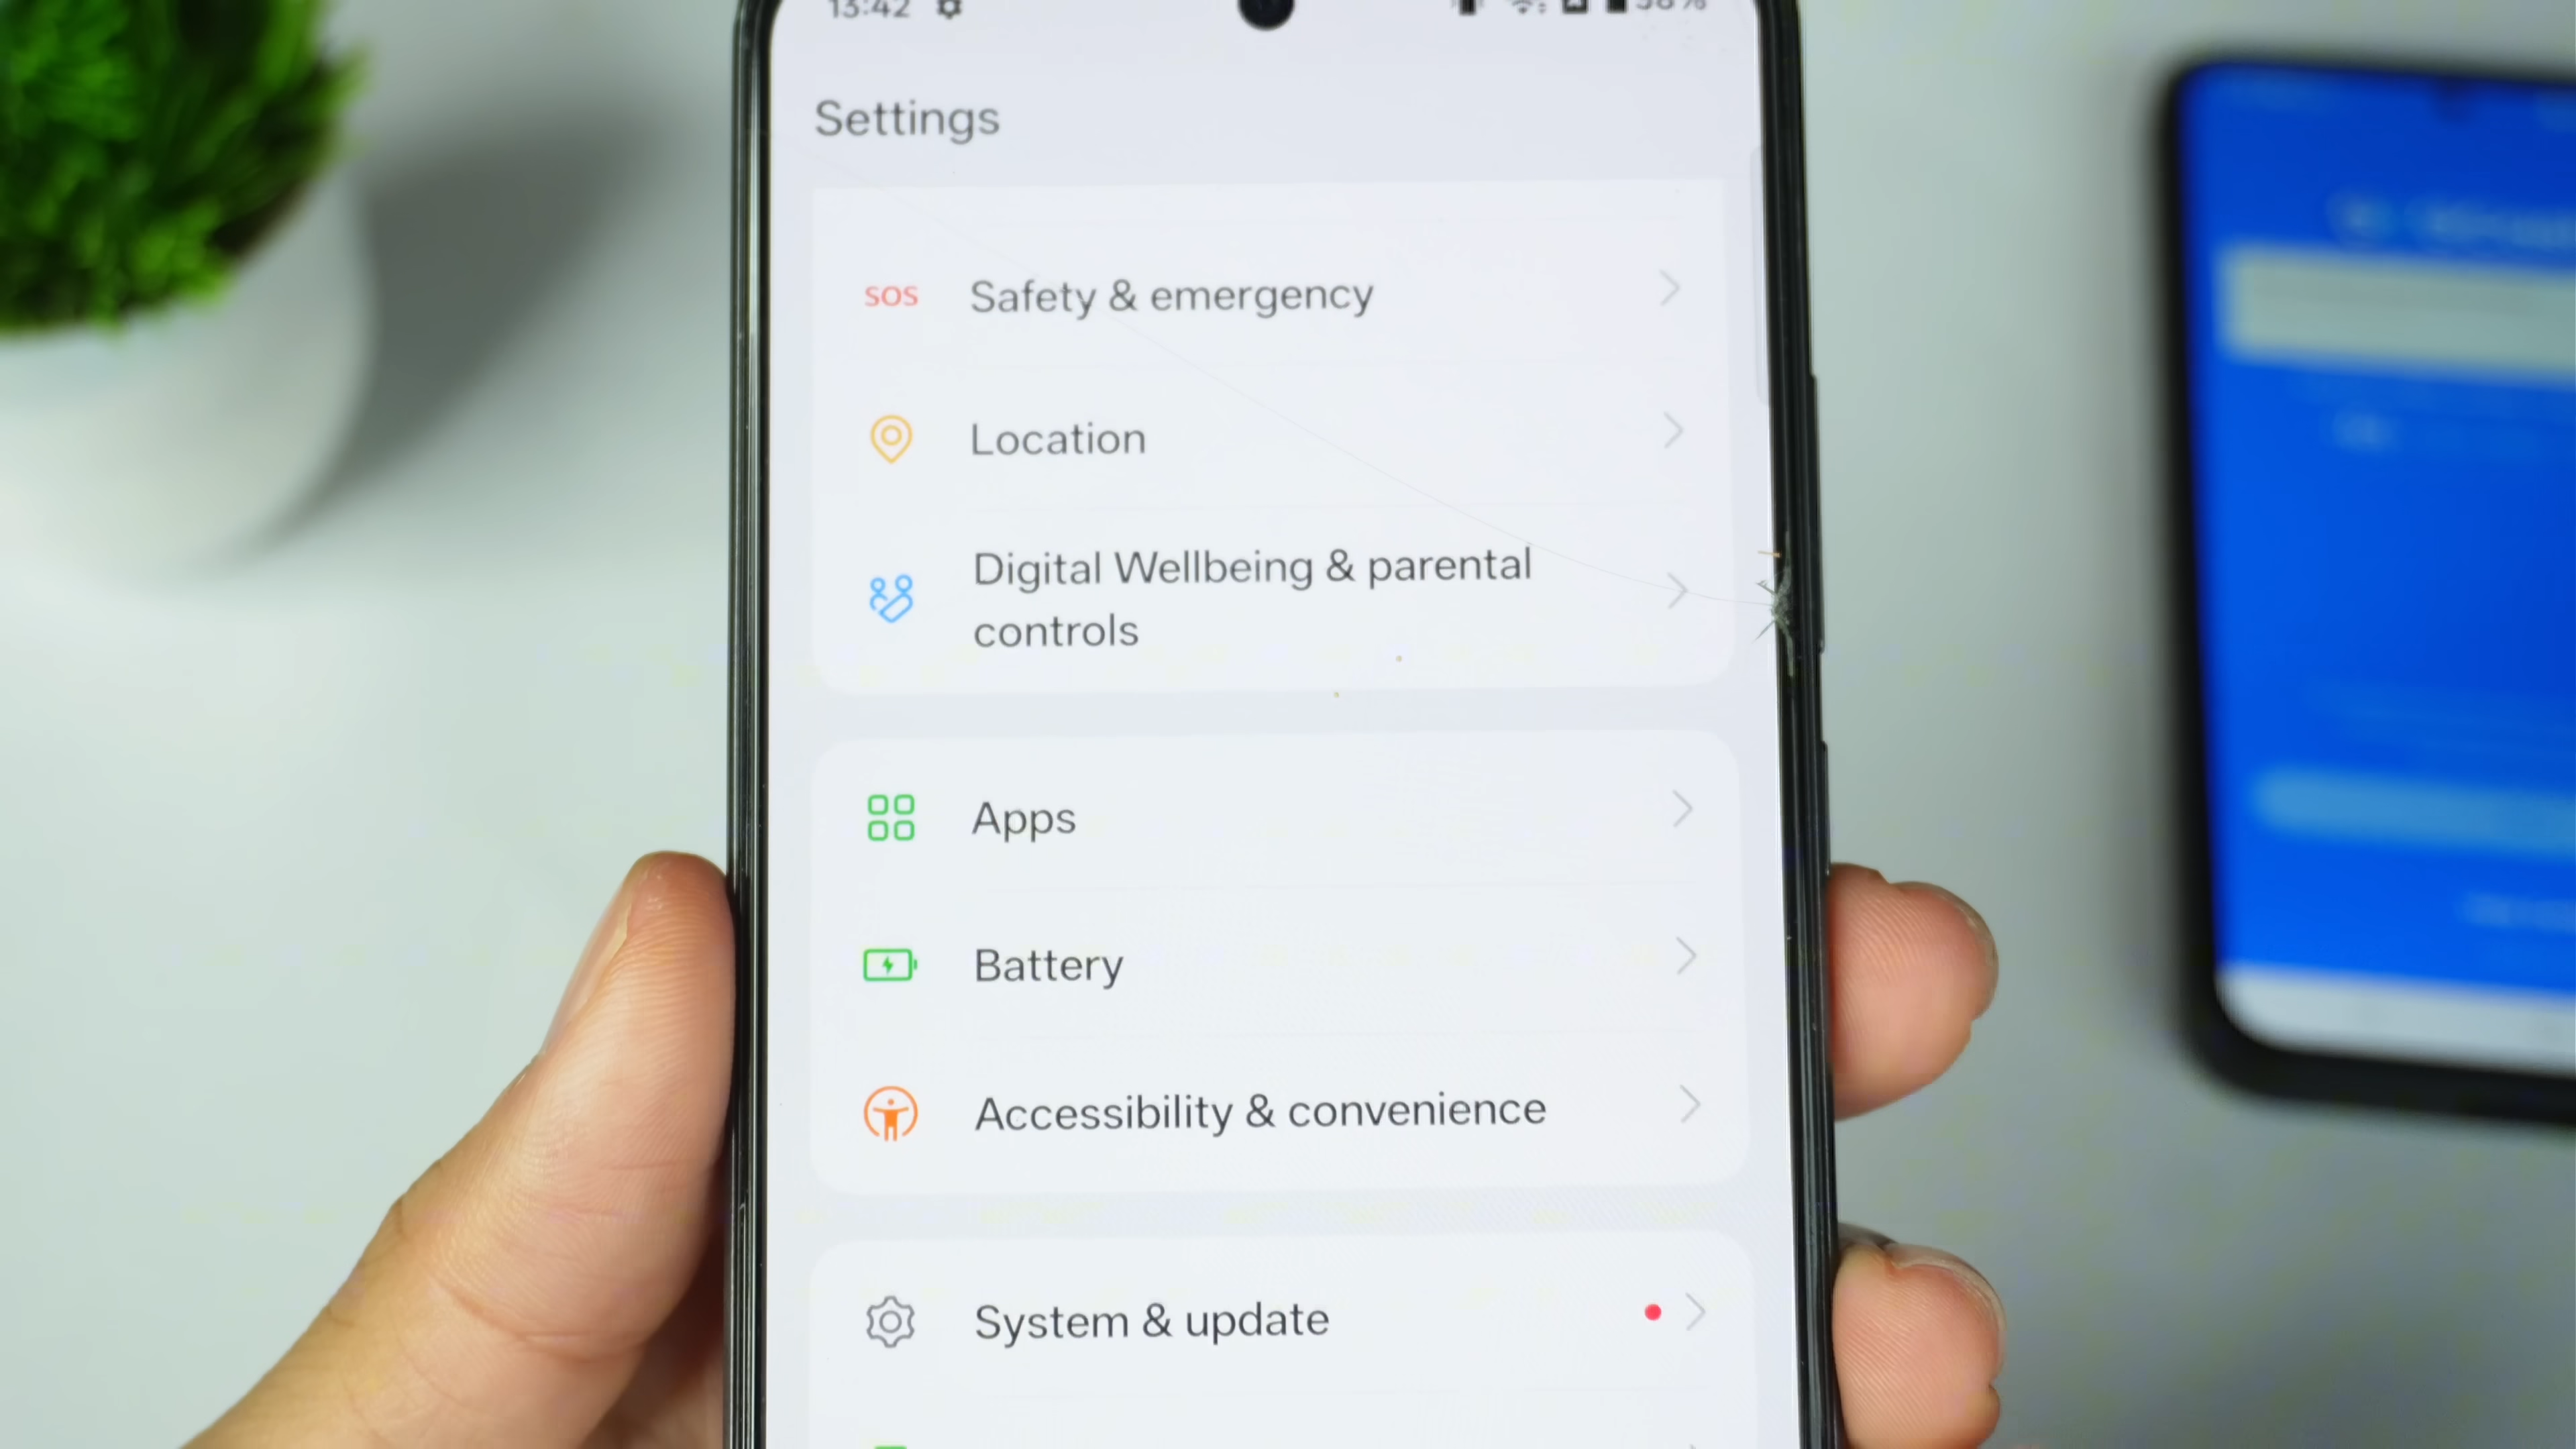 13:42
Settings
SOS Safety & emergency
Location
Digital Wellbeing & parental
controls
Apps
Battery
Accessibility & convenience
System & update